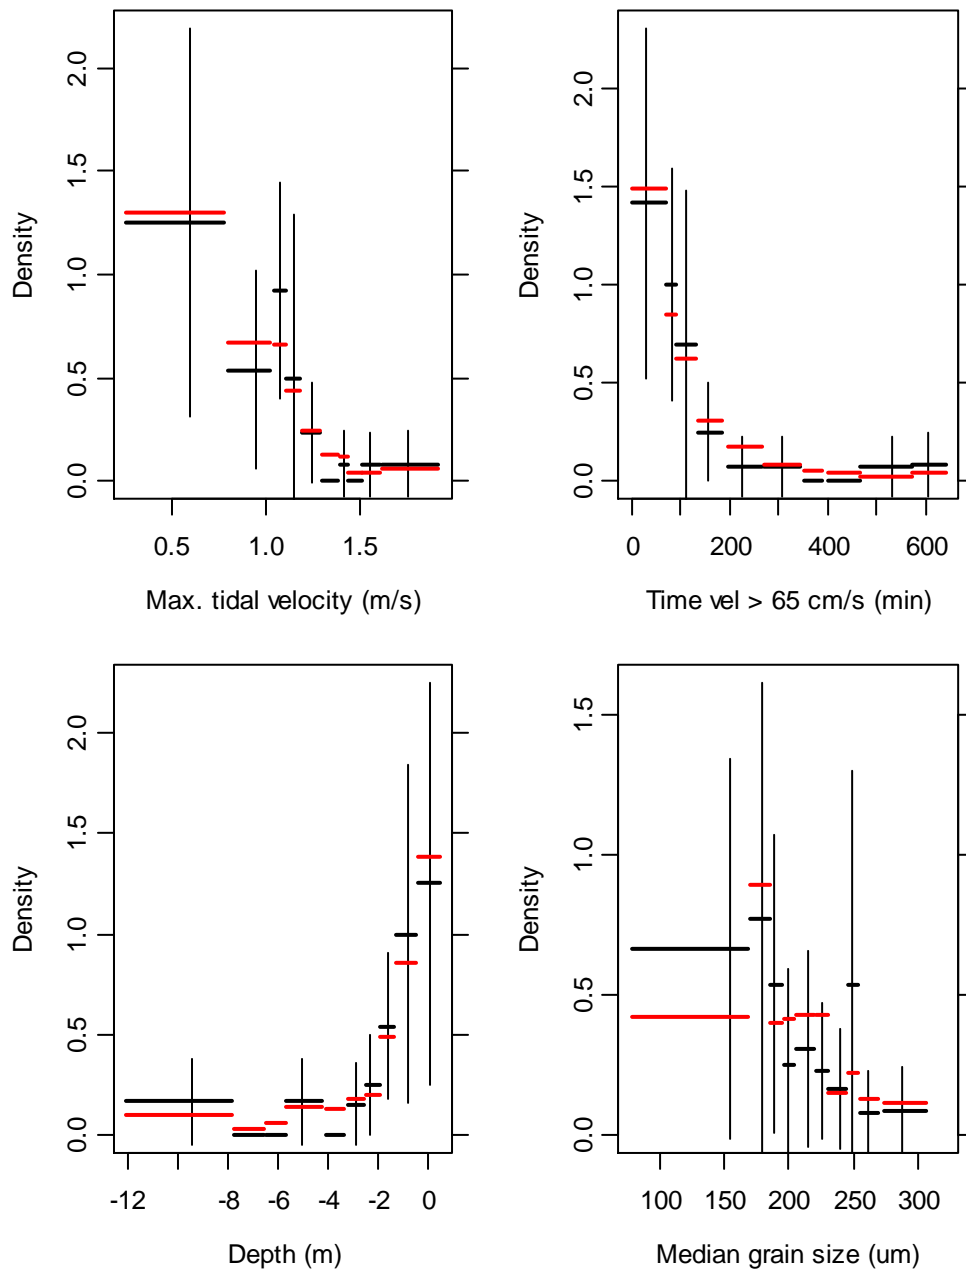 Density
2.0
1.5
1.0
0.5
0.0
0.5 1.0 1.5
Max. tidal velocity (m/s)
Density
2.0
1.5
1.0
0.5
0.0
0 200 400 600
Time vel > 65 cm/s (min)
Density
2.0
1.5
1.0
0.5
0.0
-12 -8 -6 -4 -2 0
Depth (m)
Density
1.5
1.0
0.5
0.0
100 150 200 250 300
Median grain size (um)